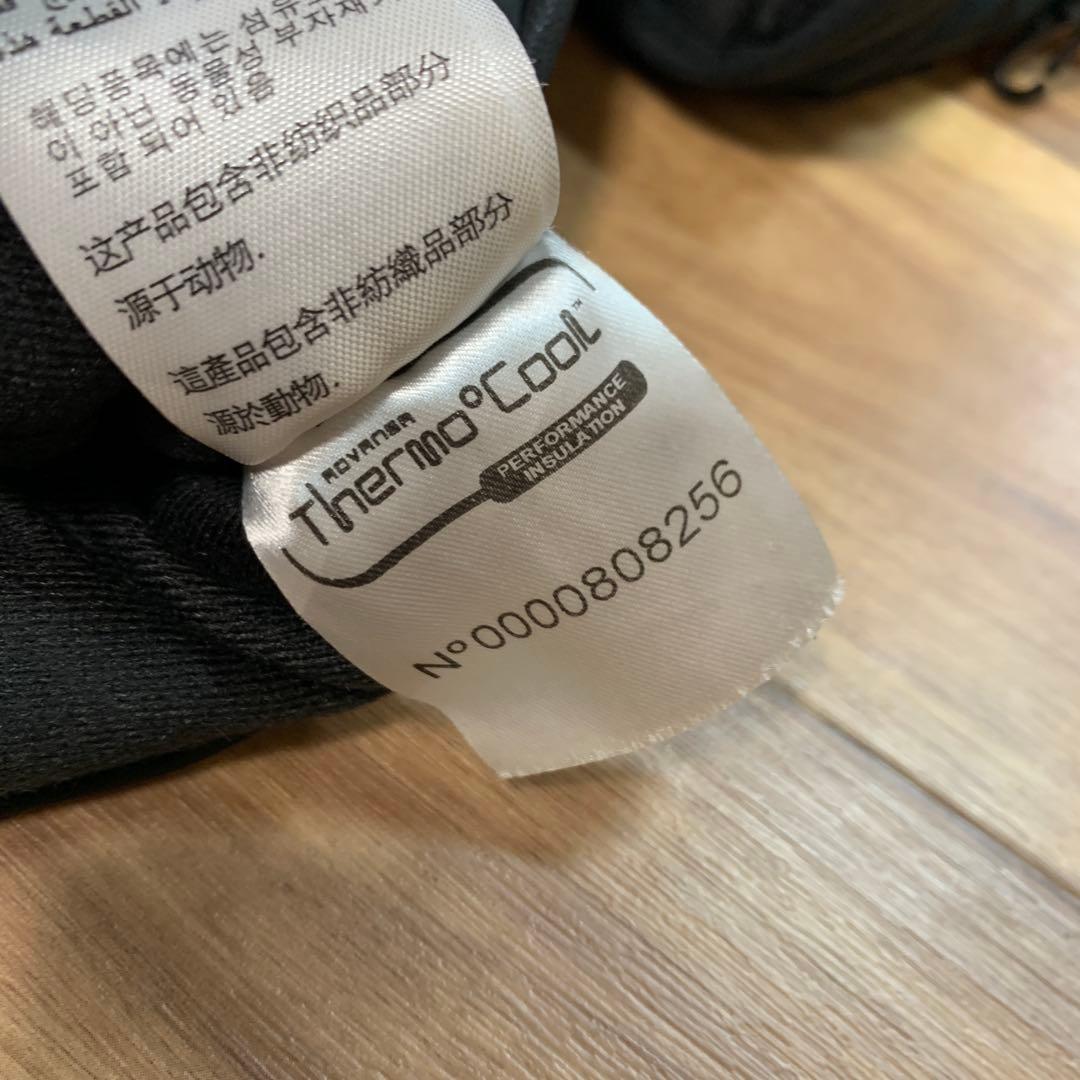 القطعة
해당품목에는 섬유
어 아닌 동물성 부자재
포함 되어 있음
这产品包含非纺织品部分
源于动物.
這產品包含非紡織品部分
源於動物.
ADVANSA
Thermo°Cool™
PERFORMANCE
INSULATION
N°0000808256